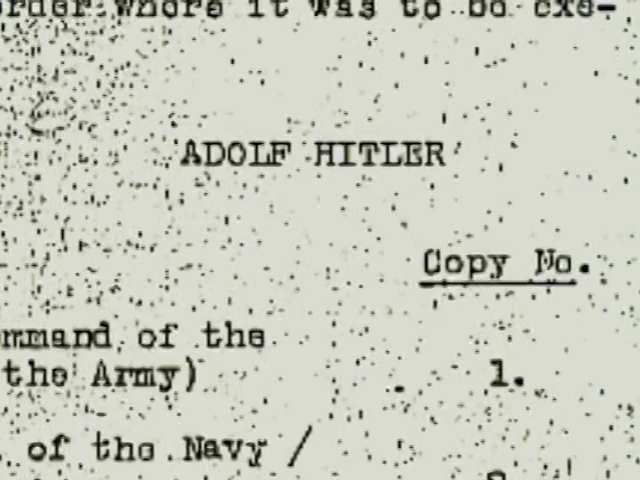 order where it was to be exe-
ADOLF HITLER
Copy No.
mmand of the
the Army) 1.
of the Navy /